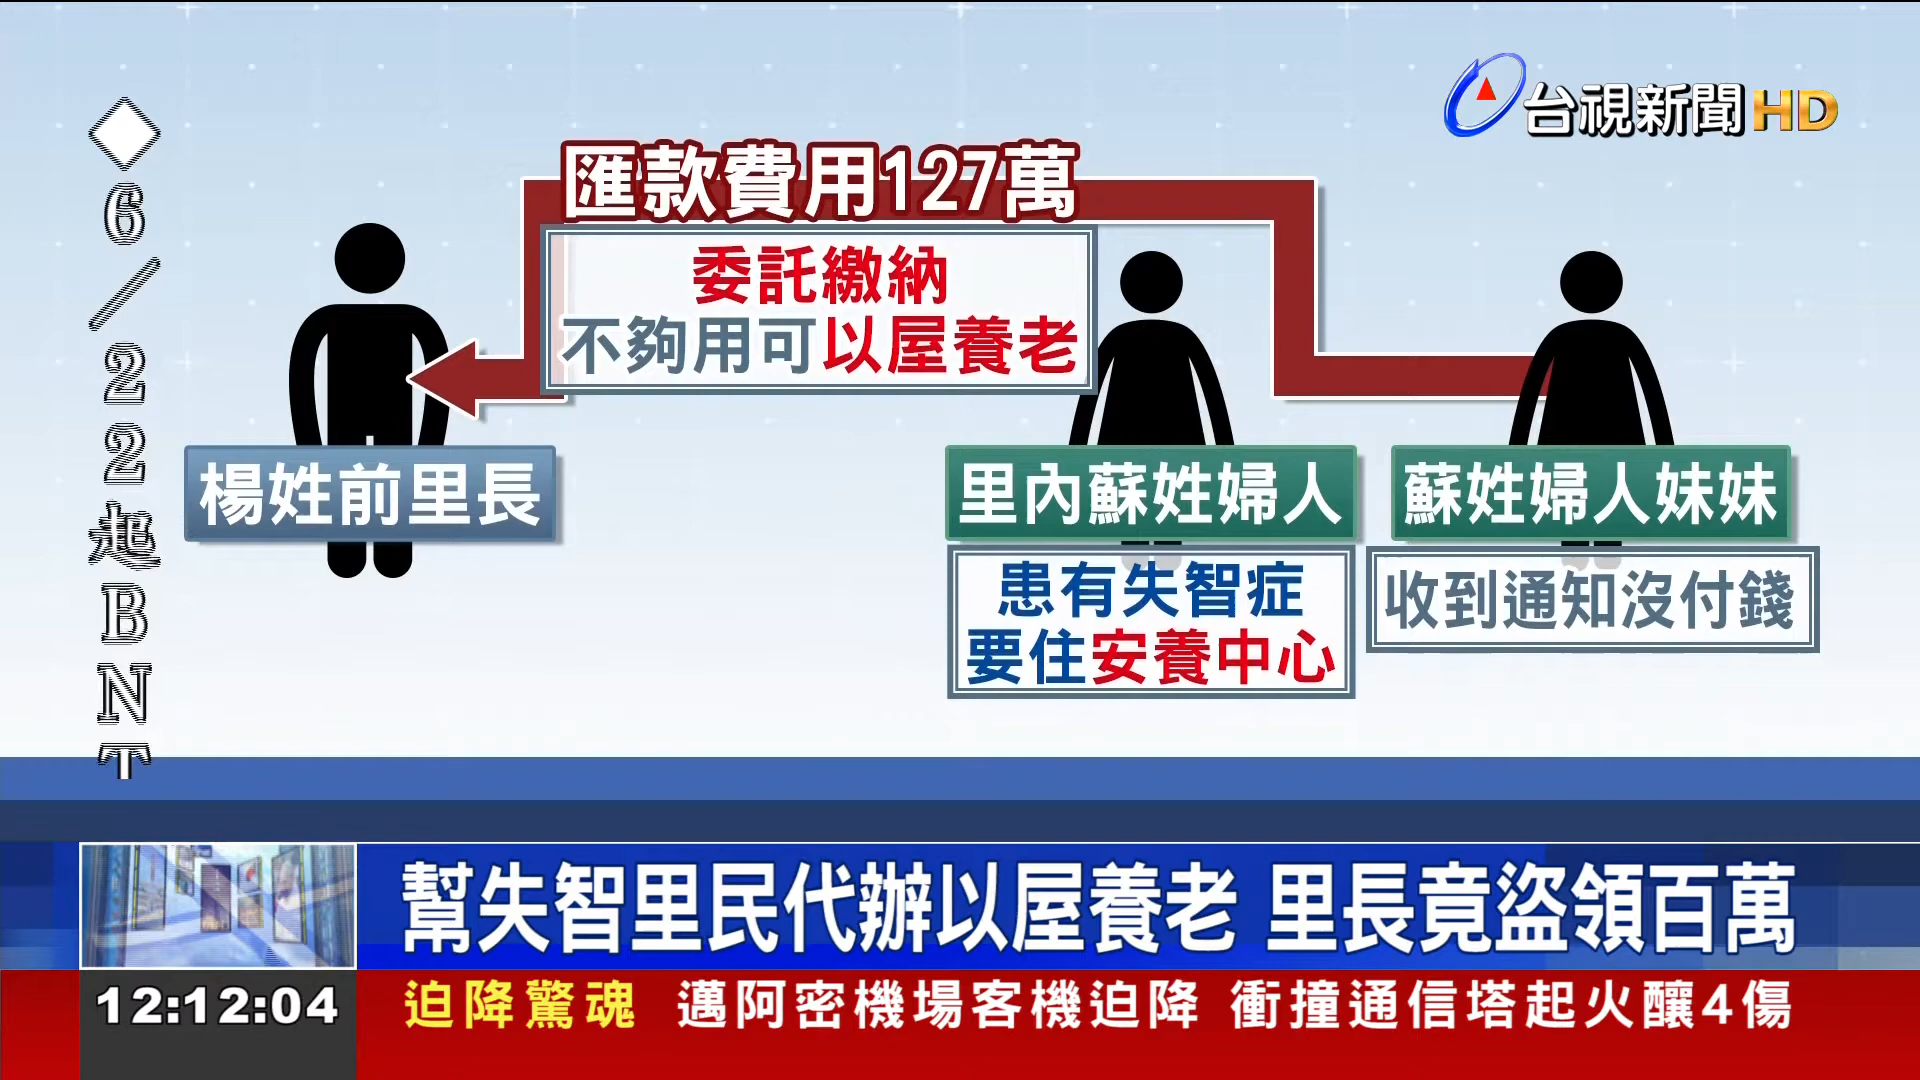 台視新聞HD
◆6／22起BNT
匯款費用127萬
委託繳納
不夠用可以屋養老
楊姓前里長
里內蘇姓婦人
蘇姓婦人妹妹
患有失智症
要住安養中心
收到通知沒付錢
幫失智里民代辦以屋養老 里長竟盜領百萬
12:12:04
迫降驚魂 邁阿密機場客機迫降 衝撞通信塔起火釀4傷